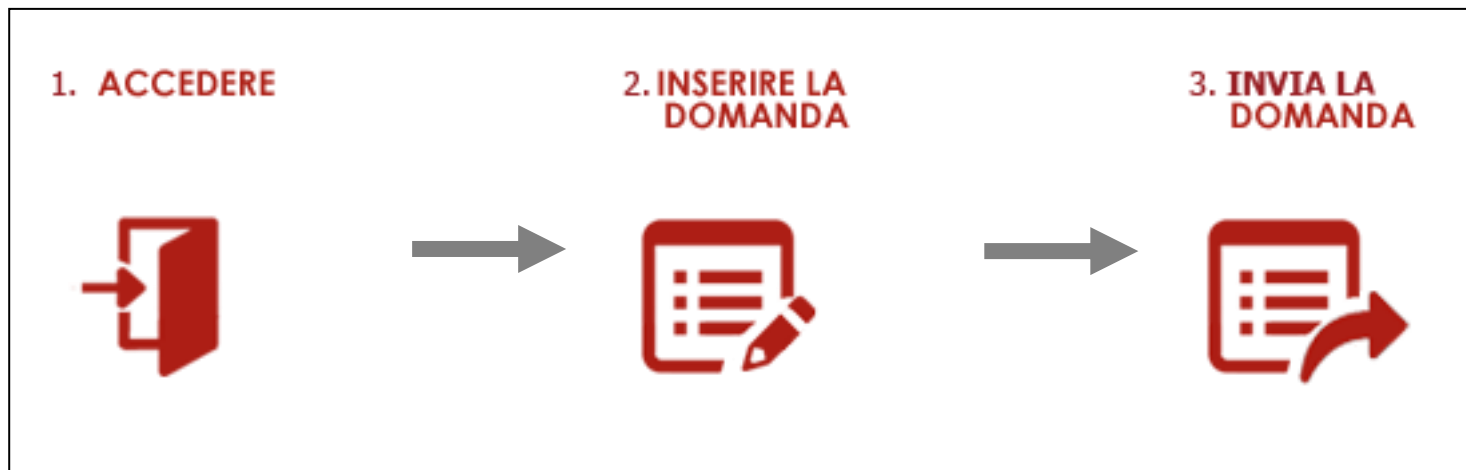 1. ACCEDERE
2. INSERIRE LA
DOMANDA
3. INVIA LA
DOMANDA